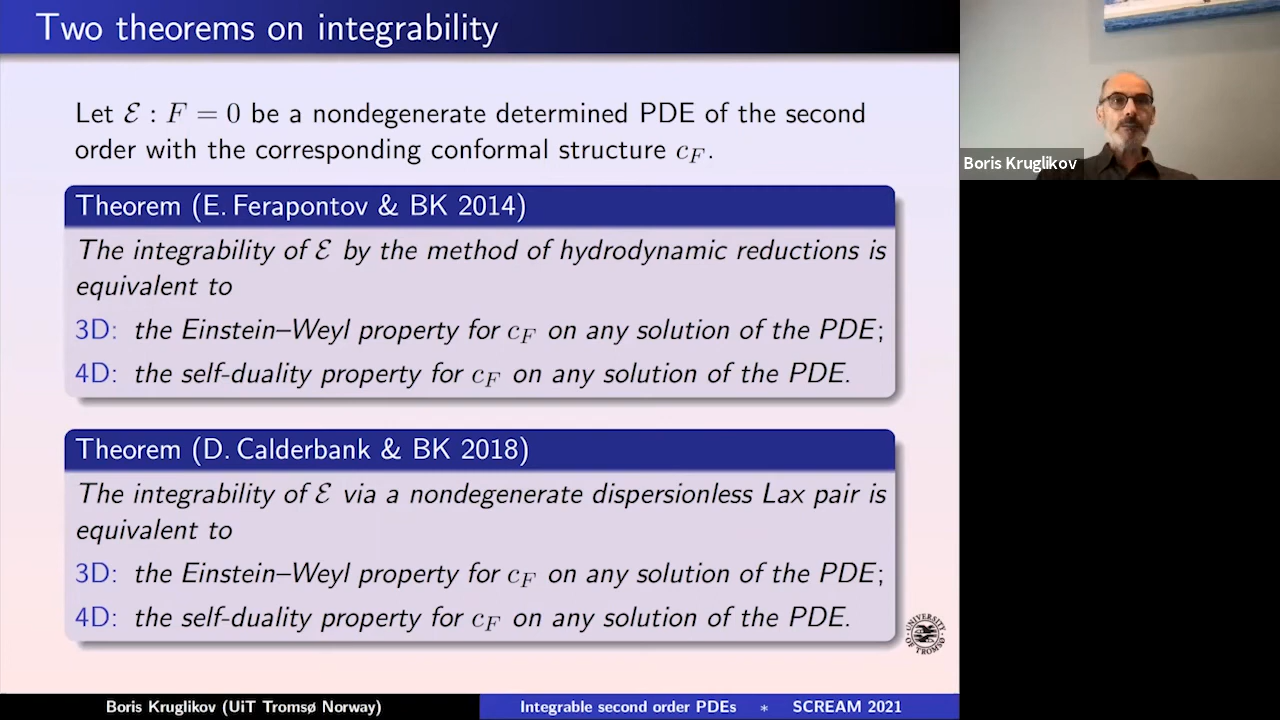 Two theorems on integrability
Let ℰ : F = 0 be a nondegenerate determined PDE of the second
order with the corresponding conformal structure c_F.
Theorem (E. Ferapontov & BK 2014)
The integrability of ℰ by the method of hydrodynamic reductions is
equivalent to
3D: the Einstein–Weyl property for c_F on any solution of the PDE;
4D: the self-duality property for c_F on any solution of the PDE.
Theorem (D. Calderbank & BK 2018)
The integrability of ℰ via a nondegenerate dispersionless Lax pair is
equivalent to
3D: the Einstein–Weyl property for c_F on any solution of the PDE;
4D: the self-duality property for c_F on any solution of the PDE.
UNIVERSITY
OF TROMSØ
Boris Kruglikov (UiT Tromsø Norway)
Integrable second order PDEs * SCREAM 2021
Boris Kruglikov